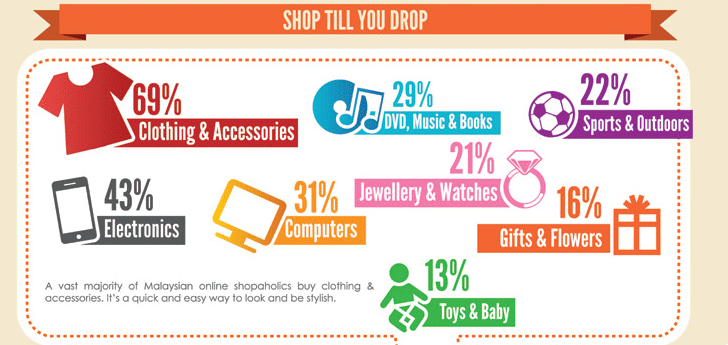 SHOP TILL YOU DROP
69%
Clothing & Accessories
29%
DVD, Music & Books
22%
Sports & Outdoors
43%
Electronics
31%
Computers
21%
Jewellery & Watches
16%
Gifts & Flowers
13%
Toys & Baby
A vast majority of Malaysian online shopaholics buy clothing &
accessories. It's a quick and easy way to look and be stylish.